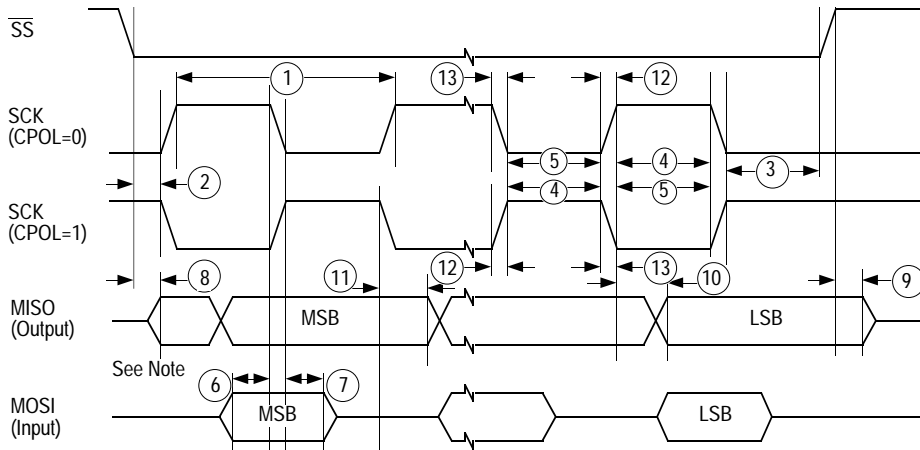 SS
1
13
12
SCK
(CPOL=0)
5
4
3
2
4
5
SCK
(CPOL=1)
8
11
12
13
10
9
MISO
(Output)
MSB
LSB
See Note
6
7
MOSI
(Input)
MSB
LSB